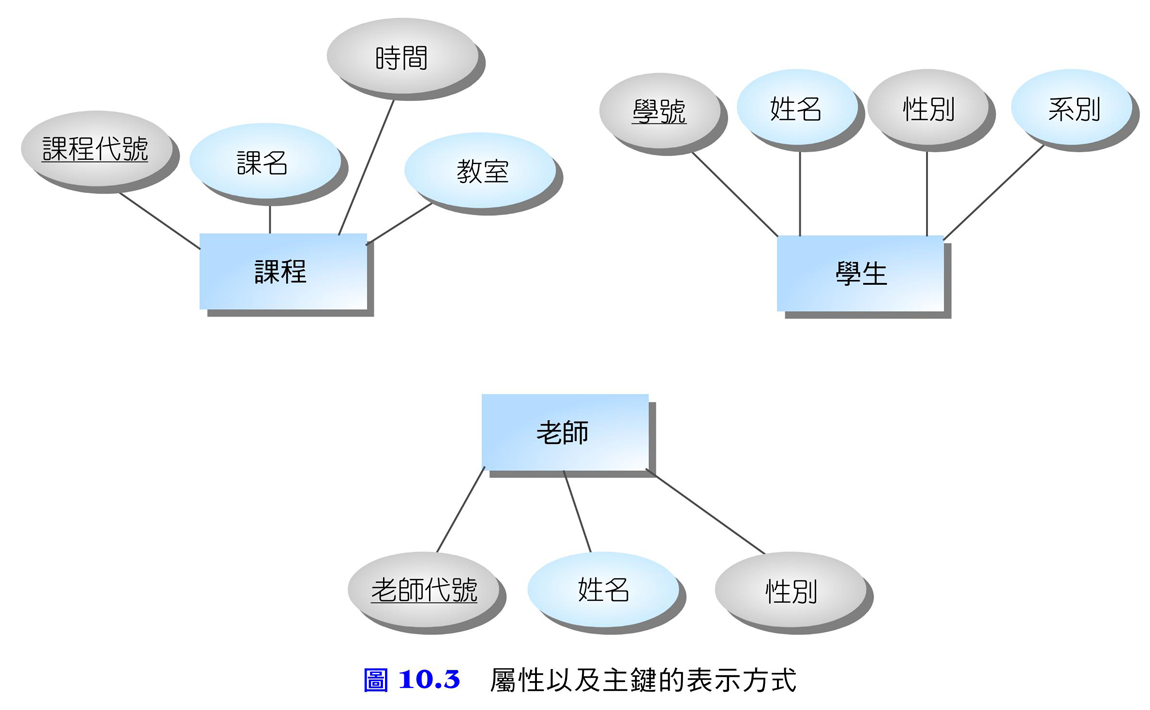 時間
課程代號
課名
教室
課程
學號
姓名
性別
系別
學生
老師
老師代號
姓名
性別
圖 10.3 屬性以及主鍵的表示方式